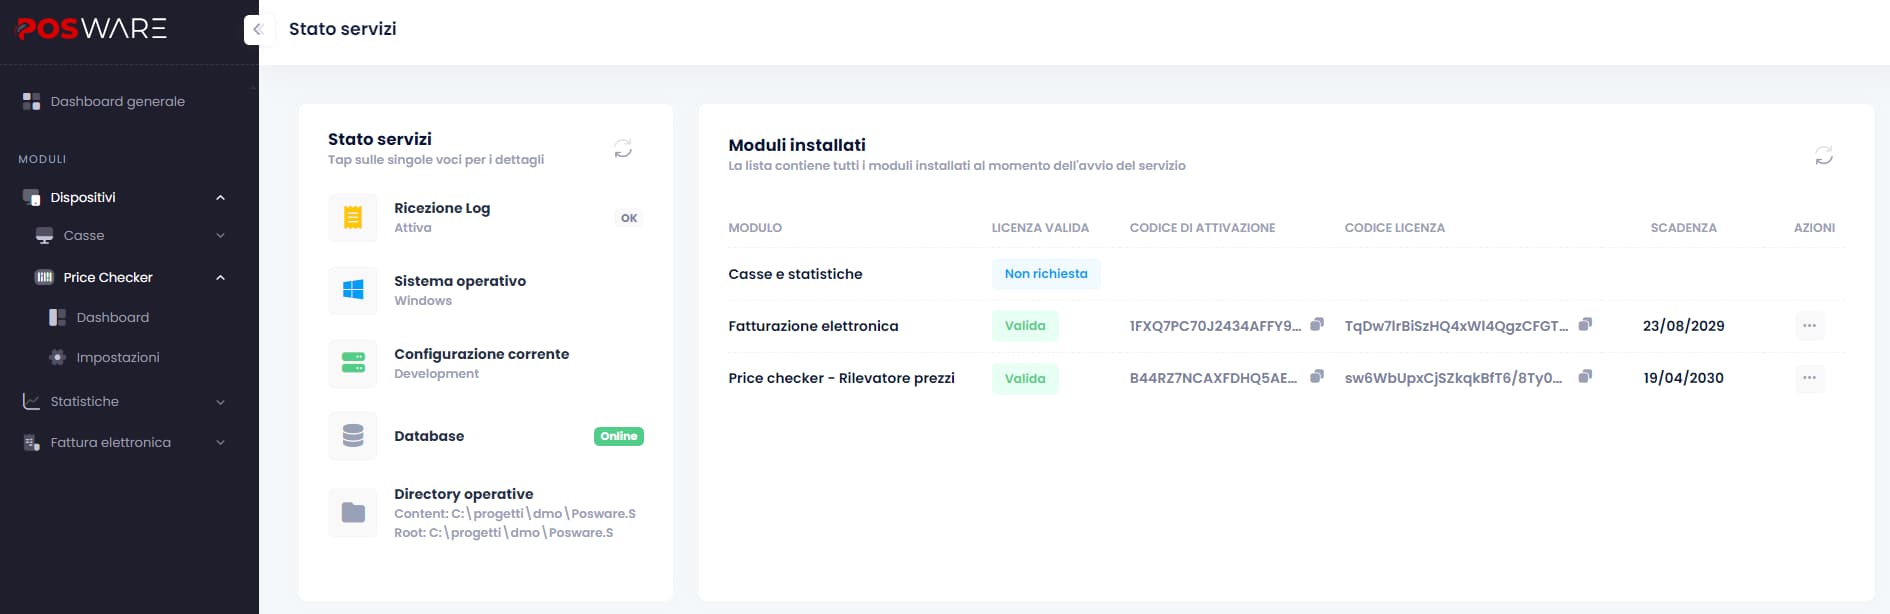 POSWARE
Stato servizi
Dashboard generale
MODULI
Dispositivi
Casse
Price Checker
Dashboard
Impostazioni
Statistiche
Fattura elettronica
Stato servizi
Tap sulle singole voci per i dettagli
Ricezione Log
Attiva
OK
Sistema operativo
Windows
Configurazione corrente
Development
Database
Online
Directory operative
Content: C:\progetti\dmo\Posware.S
Root: C:\progetti\dmo\Posware.S
Moduli installati
La lista contiene tutti i moduli installati al momento dell'avvio del servizio
MODULO LICENZA VALIDA CODICE DI ATTIVAZIONE CODICE LICENZA SCADENZA AZIONI
Casse e statistiche Non richiesta
Fatturazione elettronica Valida 1FXQ7PC70J2434AFFY9... TqDw7lrBiSzHQ4xWl4QgzCFGT... 23/08/2029
Price checker - Rilevatore prezzi Valida B44RZ7NCAXFDHQ5AE... sw6WbUpxCjSZkqkBfT6/8Ty0... 19/04/2030